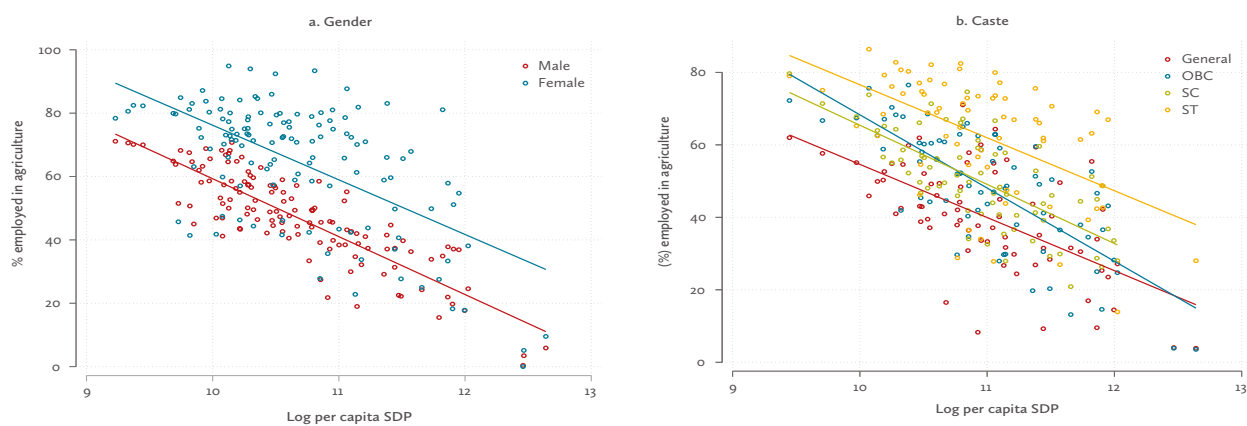 a. Gender
% employed in agriculture
100
80
60
40
20
0
9
10
11
12
13
Log per capita SDP
Male
Female
b. Caste
(%) employed in agriculture
80
60
40
20
0
9
10
11
12
13
Log per capita SDP
General
OBC
SC
ST